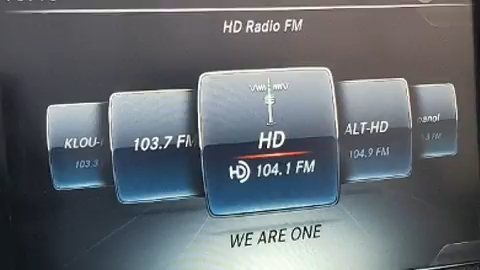 HD Radio FM
KLOU-
103.3
103.7 FM
HD
HD 104.1 FM
ALT-HD
104.9 FM
WE ARE ONE